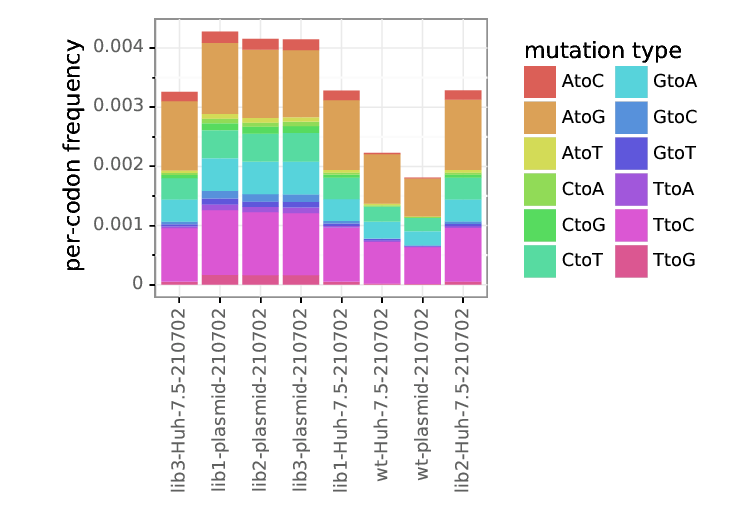 per-codon frequency
0.004
0.003
0.002
0.001
0
lib3-Huh-7.5-210702
lib1-plasmid-210702
lib2-plasmid-210702
lib3-plasmid-210702
lib1-Huh-7.5-210702
wt-Huh-7.5-210702
wt-plasmid-210702
lib2-Huh-7.5-210702
mutation type
AtoC
AtoG
AtoT
CtoA
CtoG
CtoT
GtoA
GtoC
GtoT
TtoA
TtoC
TtoG